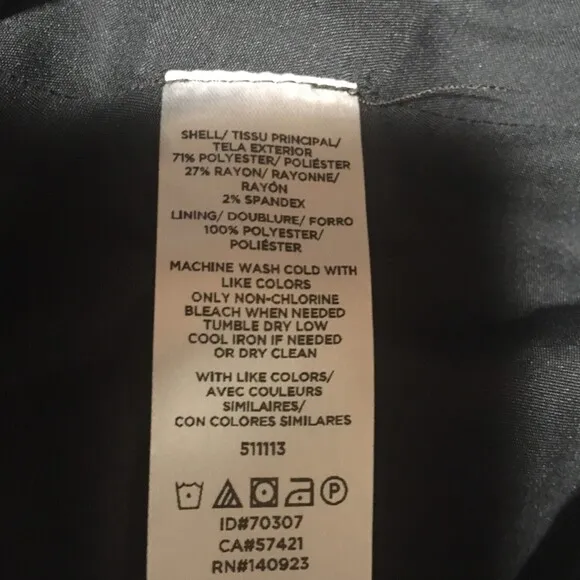 SHELL/ TISSU PRINCIPAL/
TELA EXTERIOR
71% POLYESTER/ POLIÉSTER
27% RAYON/ RAYONNE/
RAYÓN
2% SPANDEX
LINING/ DOUBLURE/ FORRO
100% POLYESTER/
POLIÉSTER
MACHINE WASH COLD WITH
LIKE COLORS
ONLY NON-CHLORINE
BLEACH WHEN NEEDED
TUMBLE DRY LOW
COOL IRON IF NEEDED
OR DRY CLEAN
WITH LIKE COLORS/
AVEC COULEURS
SIMILAIRES/
CON COLORES SIMILARES
511113
P
ID#70307
CA#57421
RN#140923